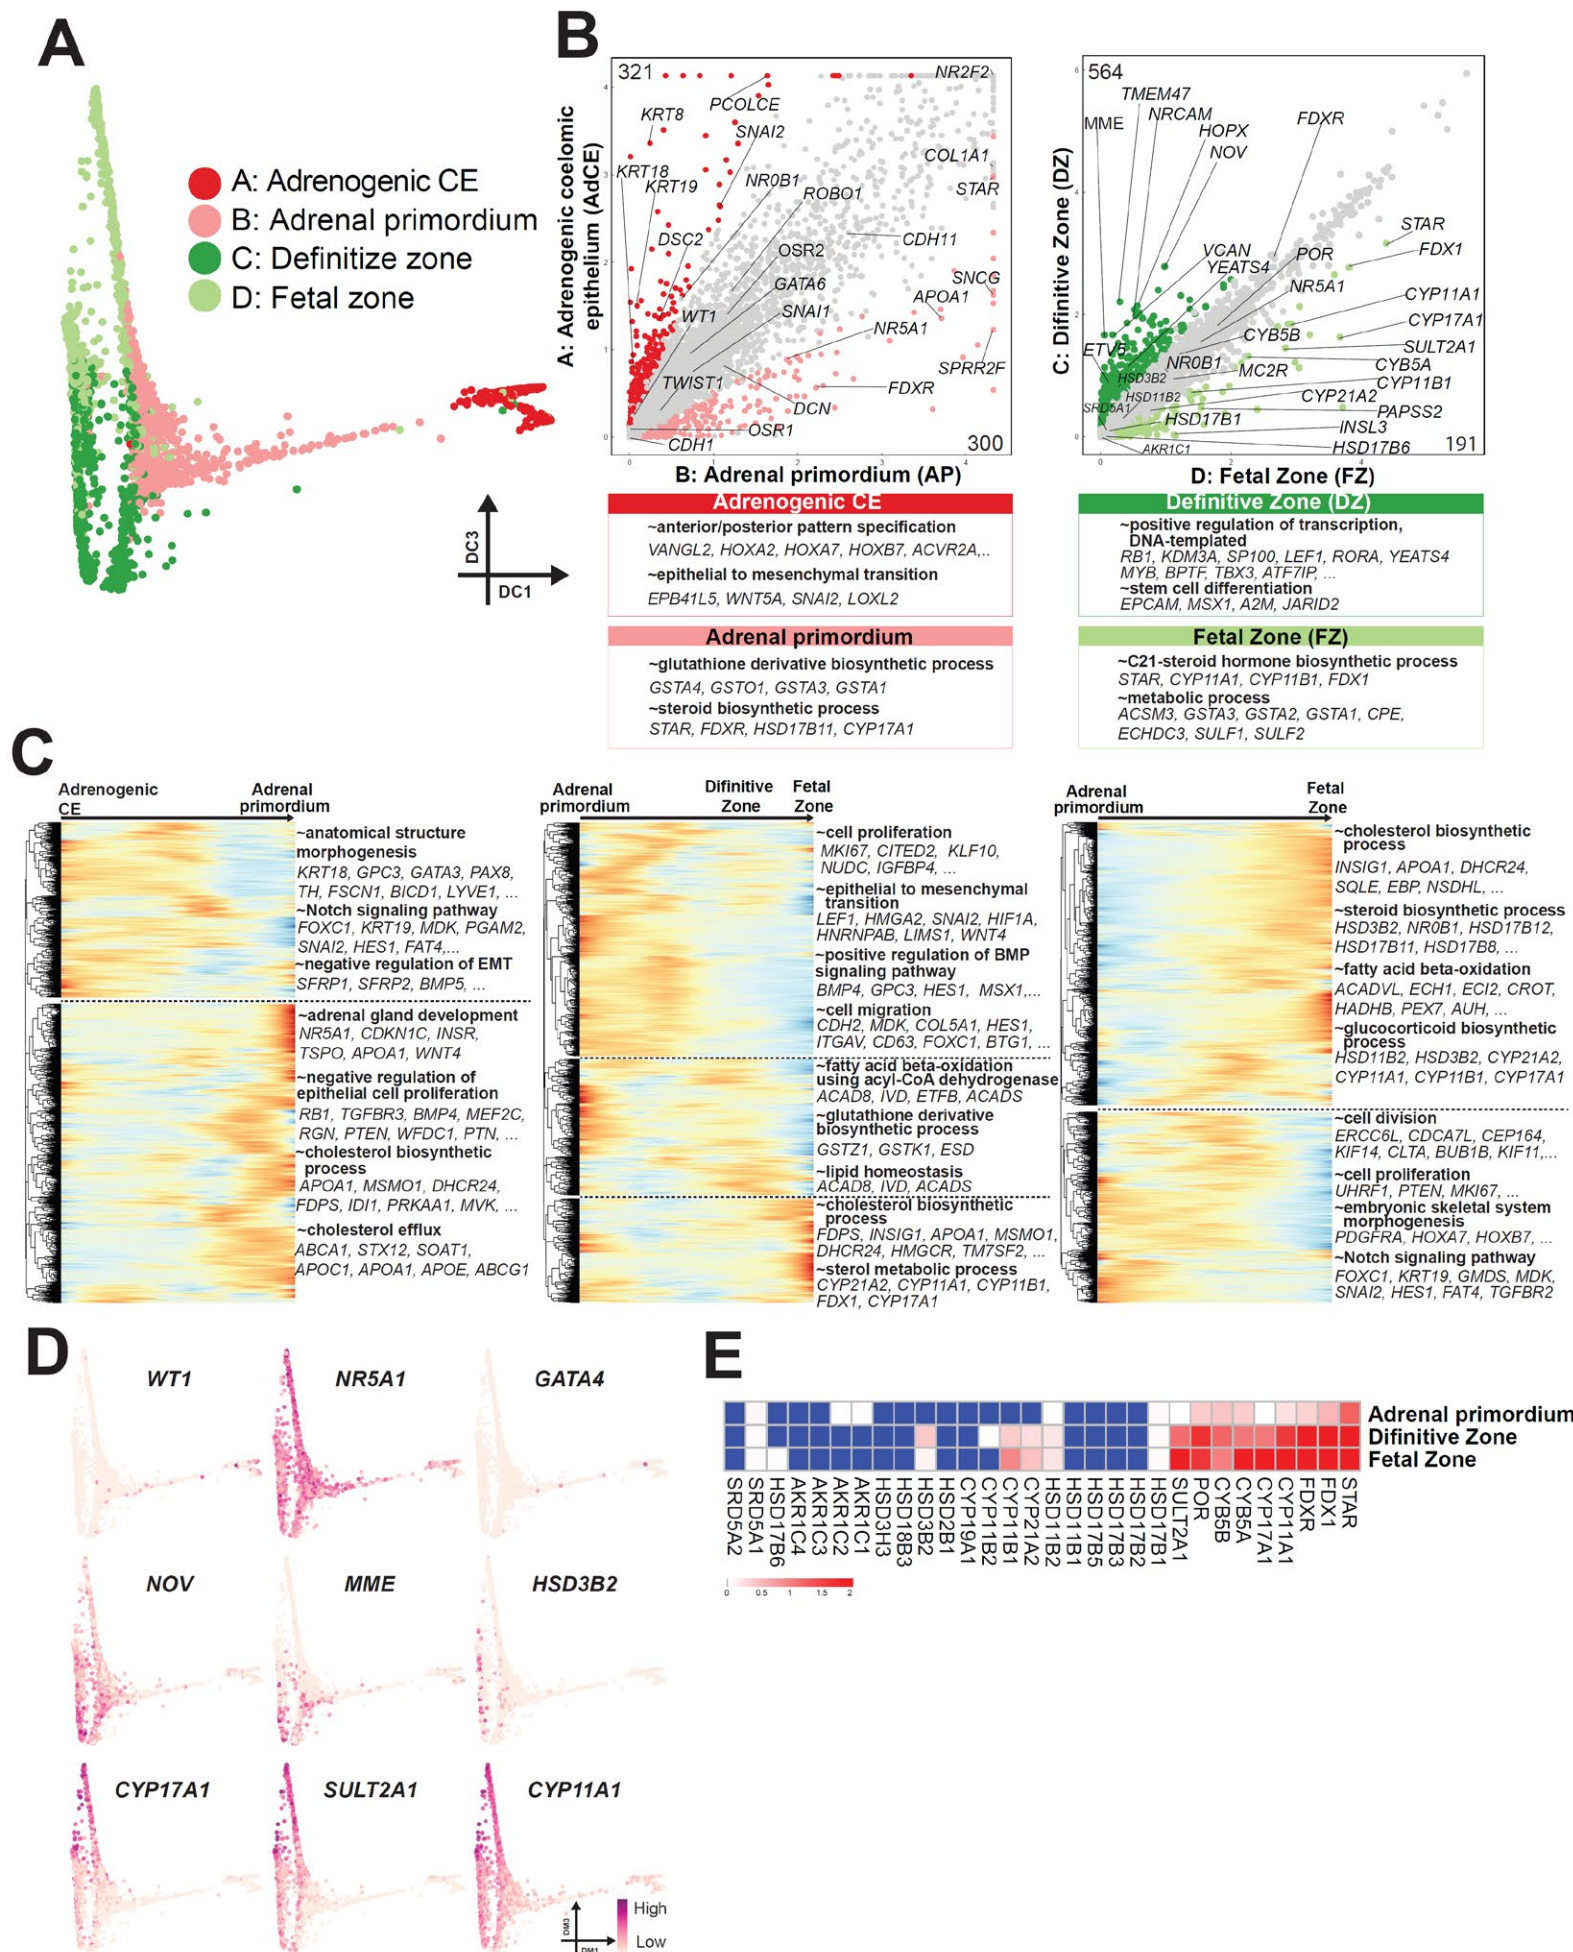 A
A: Adrenogenic CE
B: Adrenal primordium
C: Definitize zone
D: Fetal zone
DC3
DC1
B
A: Adrenogenic coelomic
epithelium (AdCE)
321
4
3
2
1
0
0
1
2
3
4
300
NR2F2
PCOLCE
KRT8
SNAI2
COL1A1
KRT18
KRT19
NR0B1
ROBO1
STAR
DSC2
OSR2
CDH11
GATA6
SNCG
APOA1
WT1
SNAI1
NR5A1
TWIST1
SPRR2F
FDXR
DCN
OSR1
CDH1
B: Adrenal primordium (AP)
C: Difinitive Zone (DZ)
564
6
4
2
0
0
2
4
191
TMEM47
MME
NRCAM
HOPX
NOV
FDXR
STAR
VCAN
YEATS4
POR
FDX1
NR5A1
CYP11A1
CYP17A1
CYB5B
ETV5
SULT2A1
NR0B1
MC2R
CYB5A
HSD3B2
CYP11B1
HSD11B2
CYP21A2
SRD5A1
HSD17B1
PAPSS2
INSL3
AKR1C1
HSD17B6
D: Fetal Zone (FZ)
Adrenogenic CE
~anterior/posterior pattern specification
VANGL2, HOXA2, HOXA7, HOXB7, ACVR2A,..
~epithelial to mesenchymal transition
EPB41L5, WNT5A, SNAI2, LOXL2
Adrenal primordium
~glutathione derivative biosynthetic process
GSTA4, GSTO1, GSTA3, GSTA1
~steroid biosynthetic process
STAR, FDXR, HSD17B11, CYP17A1
Definitive Zone (DZ)
~positive regulation of transcription,
DNA-templated
RB1, KDM3A, SP100, LEF1, RORA, YEATS4
MYB, BPTF, TBX3, ATF7IP, ...
~stem cell differentiation
EPCAM, MSX1, A2M, JARID2
Fetal Zone (FZ)
~C21-steroid hormone biosynthetic process
STAR, CYP11A1, CYP11B1, FDX1
~metabolic process
ACSM3, GSTA3, GSTA2, GSTA1, CPE,
ECHDC3, SULF1, SULF2
C
Adrenogenic
CE
Adrenal
primordium
~anatomical structure
morphogenesis
KRT18, GPC3, GATA3, PAX8,
TH, FSCN1, BICD1, LYVE1, ...
~Notch signaling pathway
FOXC1, KRT19, MDK, PGAM2,
SNAI2, HES1, FAT4,...
~negative regulation of EMT
SFRP1, SFRP2, BMP5, ...
~adrenal gland development
NR5A1, CDKN1C, INSR,
TSPO, APOA1, WNT4
~negative regulation of
epithelial cell proliferation
RB1, TGFBR3, BMP4, MEF2C,
RGN, PTEN, WFDC1, PTN, ...
~cholesterol biosynthetic
process
APOA1, MSMO1, DHCR24,
FDPS, IDI1, PRKAA1, MVK, ...
~cholesterol efflux
ABCA1, STX12, SOAT1,
APOC1, APOA1, APOE, ABCG1
Adrenal
primordium
Difinitive
Zone
Fetal
Zone
~cell proliferation
MKI67, CITED2, KLF10,
NUDC, IGFBP4, ...
~epithelial to mesenchymal
transition
LEF1, HMGA2, SNAI2, HIF1A,
HNRNPAB, LIMS1, WNT4
~positive regulation of BMP
signaling pathway
BMP4, GPC3, HES1, MSX1,...
~cell migration
CDH2, MDK, COL5A1, HES1,
ITGAV, CD63, FOXC1, BTG1, ...
~fatty acid beta-oxidation
using acyl-CoA dehydrogenase
ACAD8, IVD, ETFB, ACADS
~glutathione derivative
biosynthetic process
GSTZ1, GSTK1, ESD
~lipid homeostasis
ACAD8, IVD, ACADS
~cholesterol biosynthetic
process
FDPS, INSIG1, APOA1, MSMO1,
DHCR24, HMGCR, TM7SF2, ...
~sterol metabolic process
CYP21A2, CYP11A1, CYP11B1,
FDX1, CYP17A1
Adrenal
primordium
Fetal
Zone
~cholesterol biosynthetic
process
INSIG1, APOA1, DHCR24,
SQLE, EBP, NSDHL, ...
~steroid biosynthetic process
HSD3B2, NR0B1, HSD17B12,
HSD17B11, HSD17B8, ...
~fatty acid beta-oxidation
ACADVL, ECH1, ECI2, CROT,
HADHB, PEX7, AUH, ...
~glucocorticoid biosynthetic
process
HSD11B2, HSD3B2, CYP21A2,
CYP11A1, CYP11B1, CYP17A1
~cell division
ERCC6L, CDCA7L, CEP164,
KIF14, CLTA, BUB1B, KIF11,...
~cell proliferation
UHRF1, PTEN, MKI67, ...
~embryonic skeletal system
morphogenesis
PDGFRA, HOXA7, HOXB7, ...
~Notch signaling pathway
FOXC1, KRT19, GMDS, MDK,
SNAI2, HES1, FAT4, TGFBR2
D
WT1
NR5A1
GATA4
NOV
MME
HSD3B2
CYP17A1
SULT2A1
CYP11A1
DM3
DM1
High
Low
E
Adrenal primordium
Difinitive Zone
Fetal Zone
SRD5A2
SRD5A1
HSD17B6
AKR1C4
AKR1C3
AKR1C2
AKR1C1
HSD3H3
HSD18B3
HSD3B2
HSD2B1
CYP19A1
CYP11B2
CYP11B1
CYP21A2
HSD11B2
HSD11B1
HSD17B5
HSD17B3
HSD17B2
HSD17B1
SULT2A1
POR
CYB5B
CYB5A
CYP17A1
CYP11A1
FDXR
FDX1
STAR
0
0.5
1
1.5
2